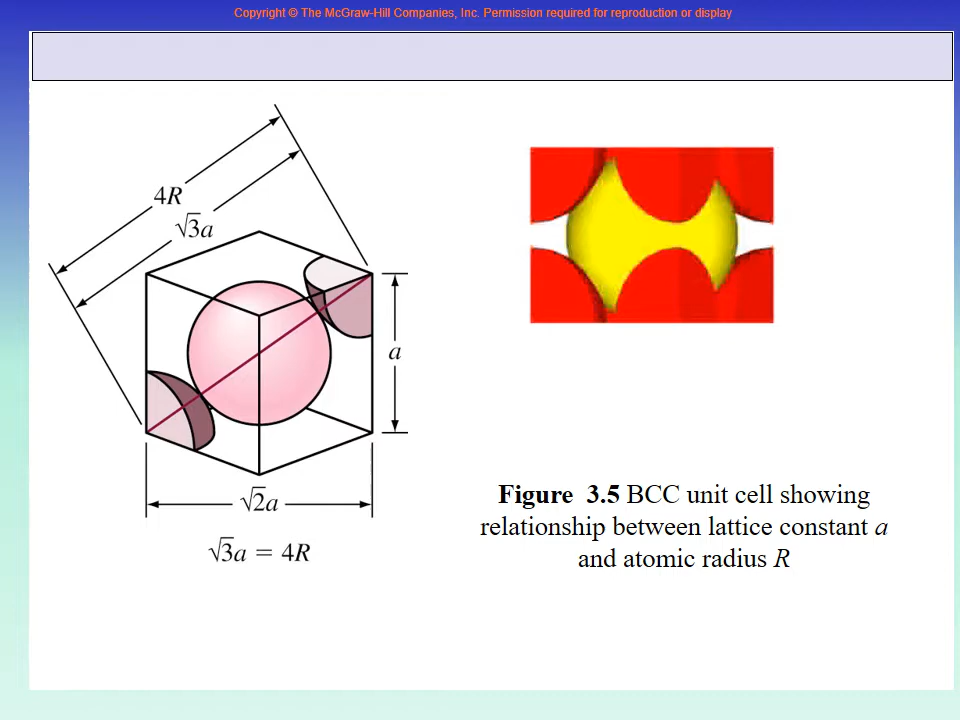 Copyright © The McGraw-Hill Companies, Inc. Permission required for reproduction or display
4R
√3a
a
√2a
√3a = 4R
Figure 3.5 BCC unit cell showing
relationship between lattice constant a
and atomic radius R